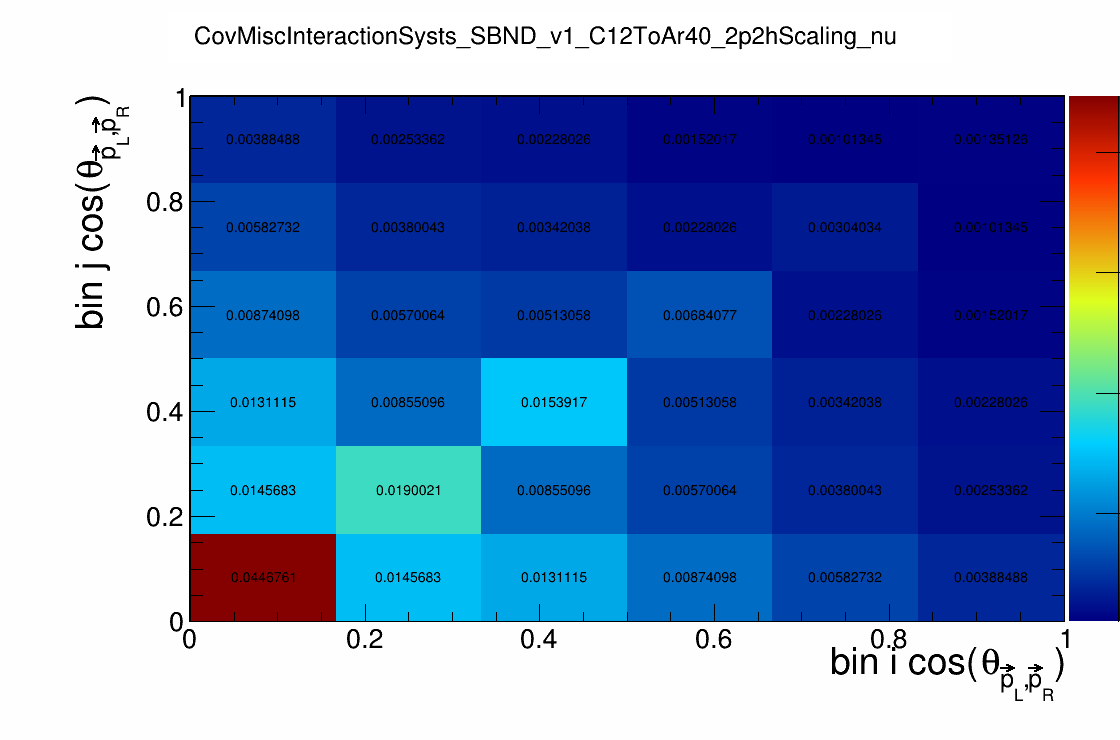 CovMiscInteractionSysts_SBND_v1_C12ToAr40_2p2hScaling_nu
bin j cos(θp⃗L,p⃗R)
1
0.00388488 0.00253362 0.00228026 0.00152017 0.00101345 0.00135128
0.8
0.00582732 0.00380043 0.00342038 0.00228026 0.00304034 0.00101345
0.6
0.00874098 0.00570064 0.00513058 0.00684077 0.00228026 0.00152017
0.4
0.0131115 0.00855096 0.0153917 0.00513058 0.00342038 0.00228026
0.0145683 0.0190021 0.00855096 0.00570064 0.00380043 0.00253362
0.2
0.0446761 0.0145683 0.0131115 0.00874098 0.00582732 0.00388488
0
0 0.2 0.4 0.6 0.8 1
bin i cos(θp⃗L,p⃗R)